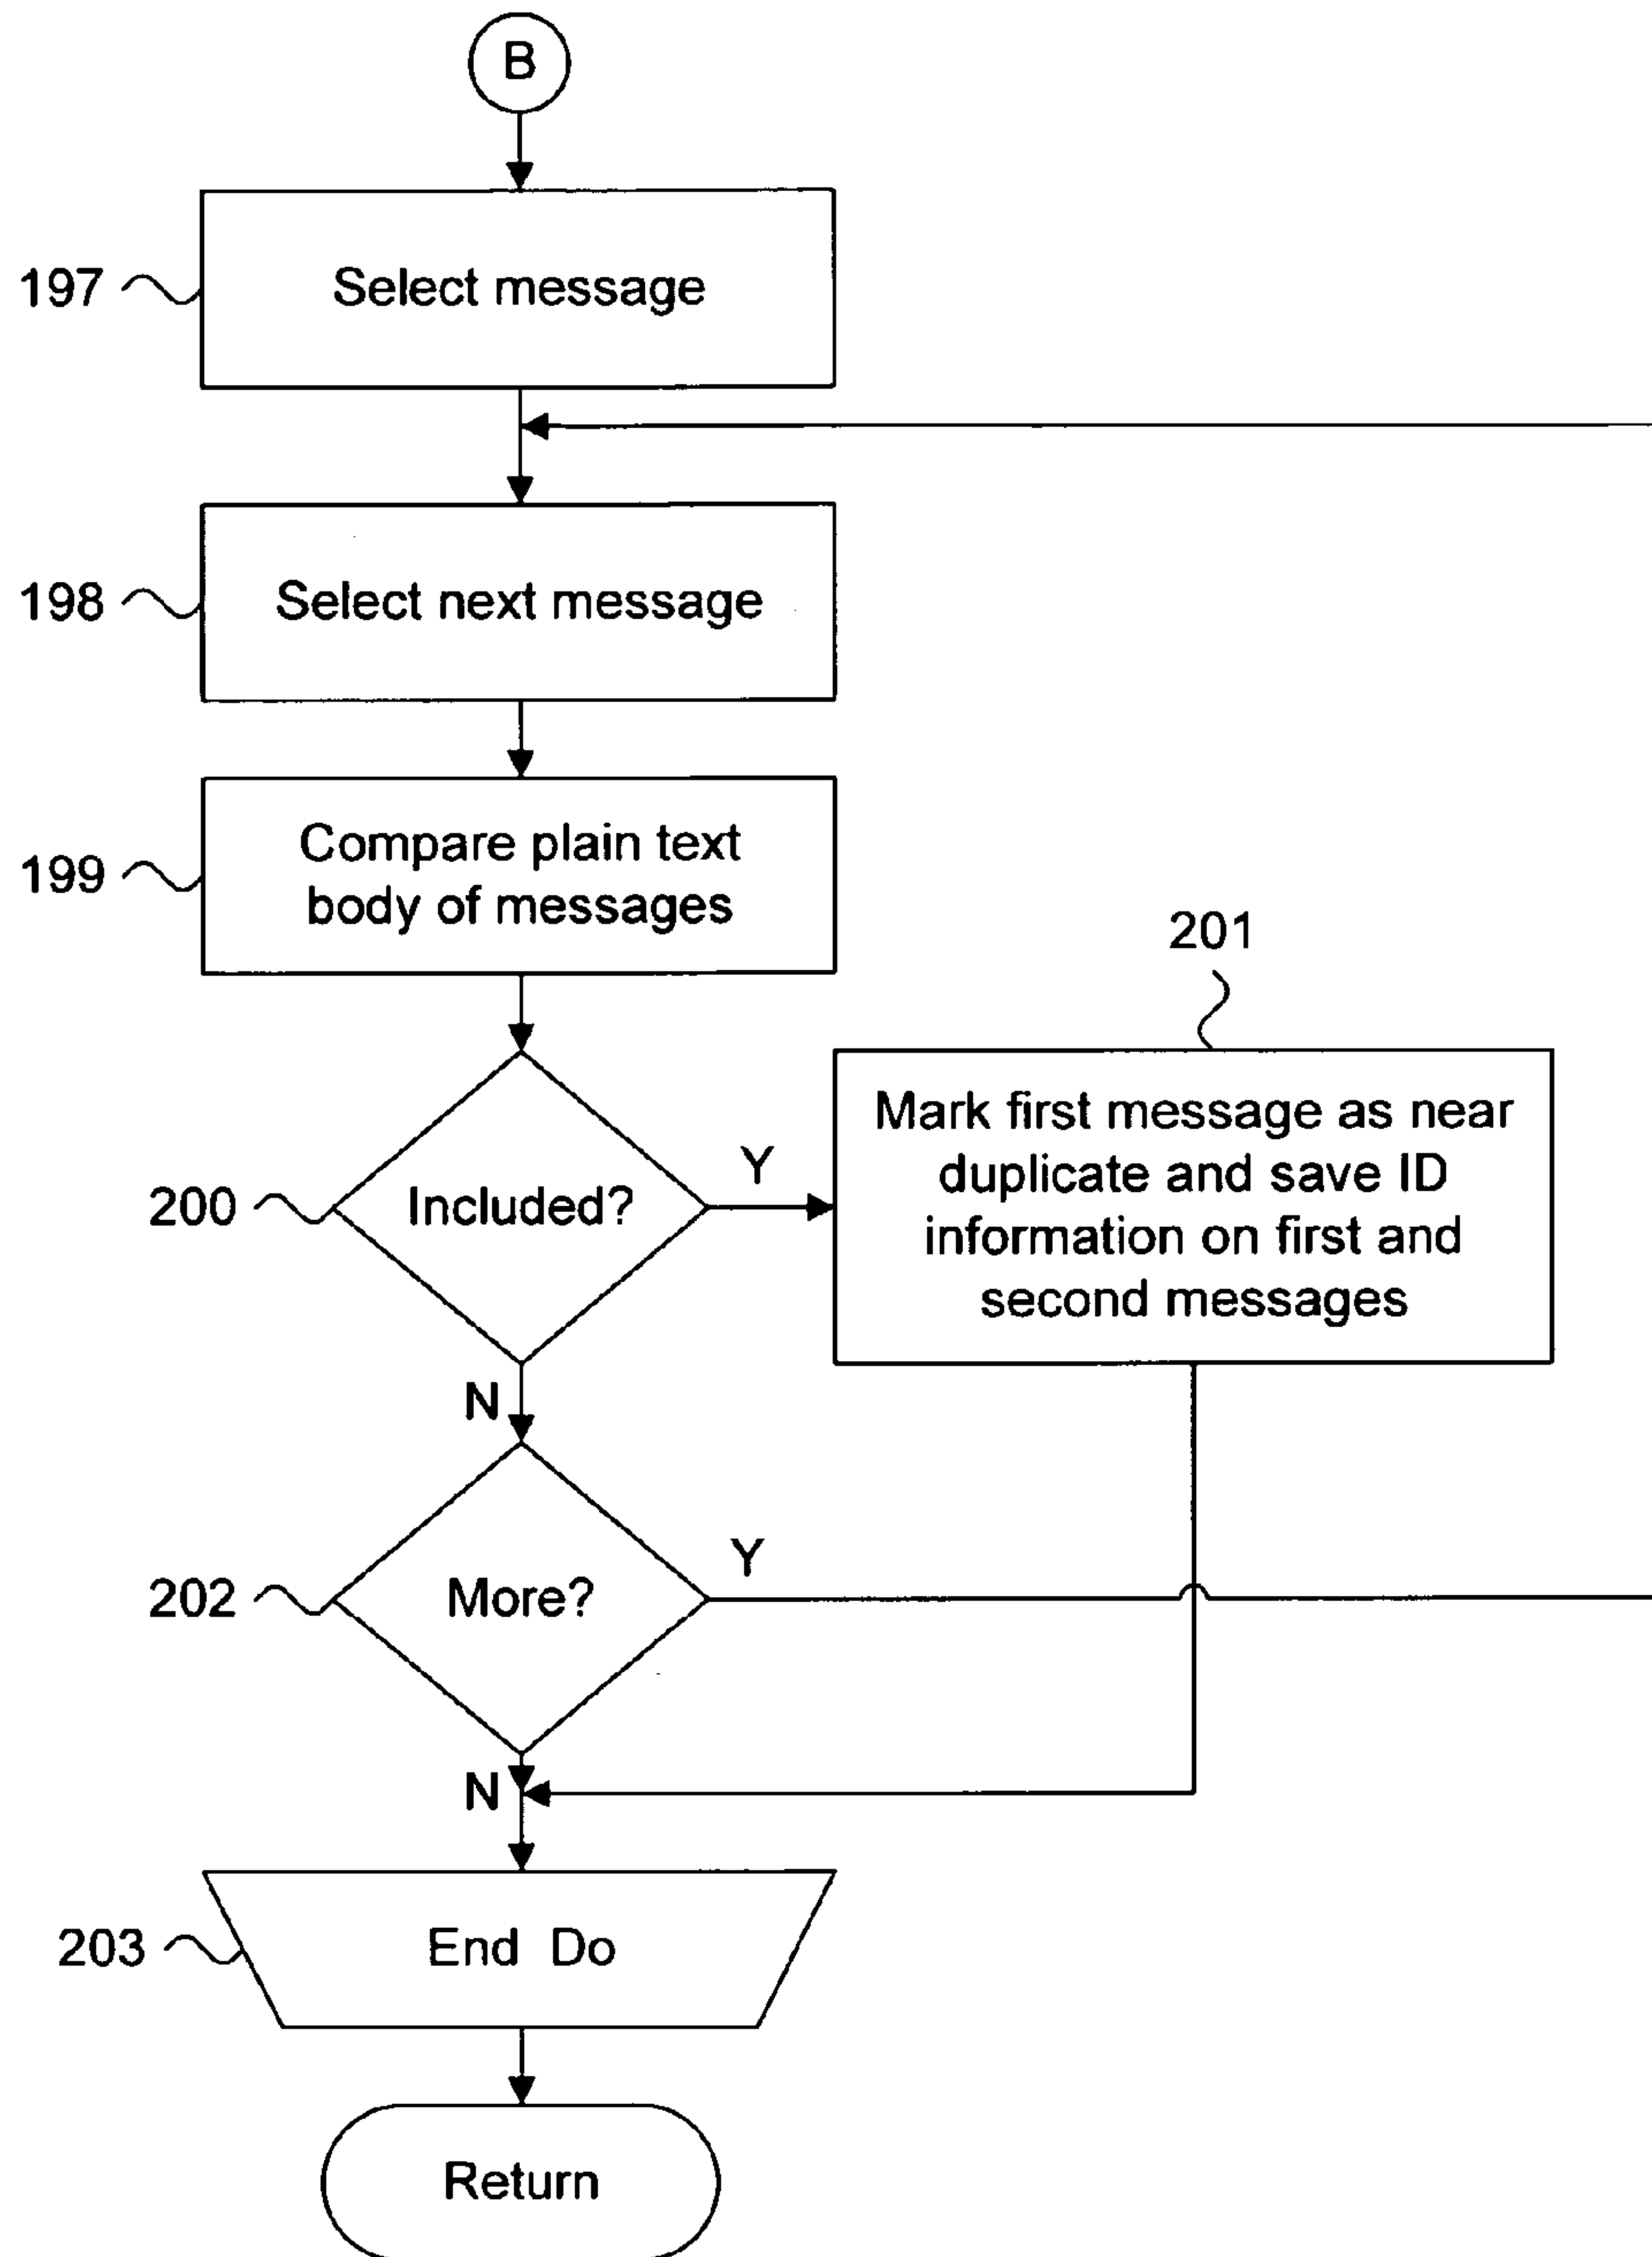 B
197
Select message
198
Select next message
199
Compare plain text
body of messages
201
200
Included?
Y
Mark first message as near
duplicate and save ID
information on first and
second messages
N
202
More?
Y
N
203
End Do
Return